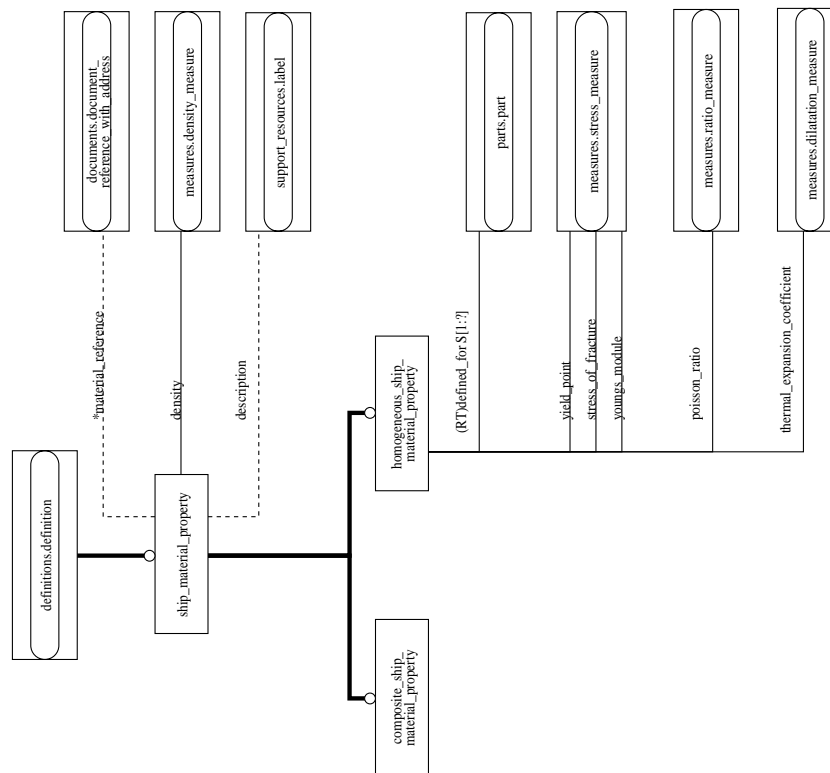 documents.document_
reference_with_address
measures.density_measure
support_resources.label
parts.part
measures.stress_measure
measures.ratio_measure
measures.dilatation_measure
*material_reference
density
description
(RT)defined_for S[1:?]
yield_point
stress_of_fracture
youngs_module
poisson_ratio
thermal_expansion_coefficient
definitions.definition
ship_material_property
homogeneous_ship_
material_property
composite_ship_
material_property